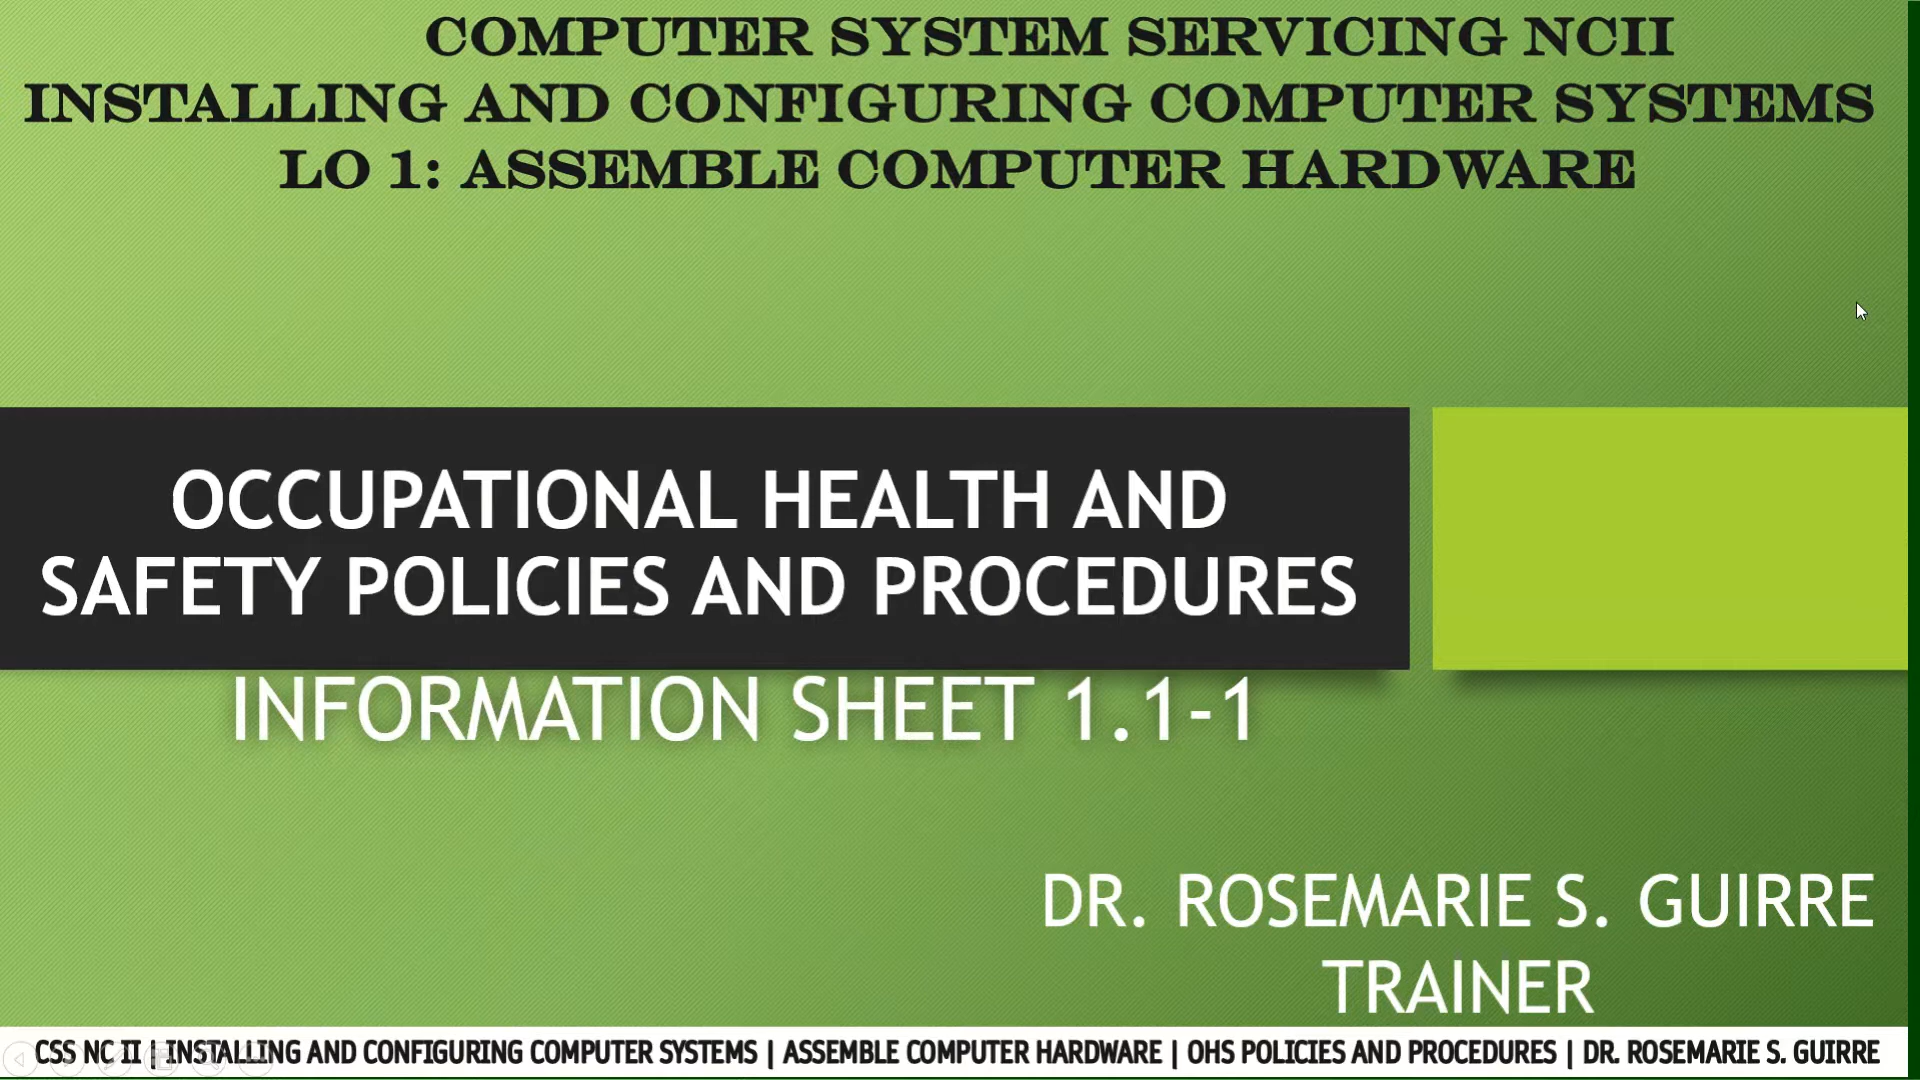 COMPUTER SYSTEM SERVICING NCII
INSTALLING AND CONFIGURING COMPUTER SYSTEMS
LO 1: ASSEMBLE COMPUTER HARDWARE
OCCUPATIONAL HEALTH AND
SAFETY POLICIES AND PROCEDURES
INFORMATION SHEET 1.1-1
DR. ROSEMARIE S. GUIRRE
TRAINER
CSS NC II | INSTALLING AND CONFIGURING COMPUTER SYSTEMS | ASSEMBLE COMPUTER HARDWARE | OHS POLICIES AND PROCEDURES | DR. ROSEMARIE S. GUIRRE